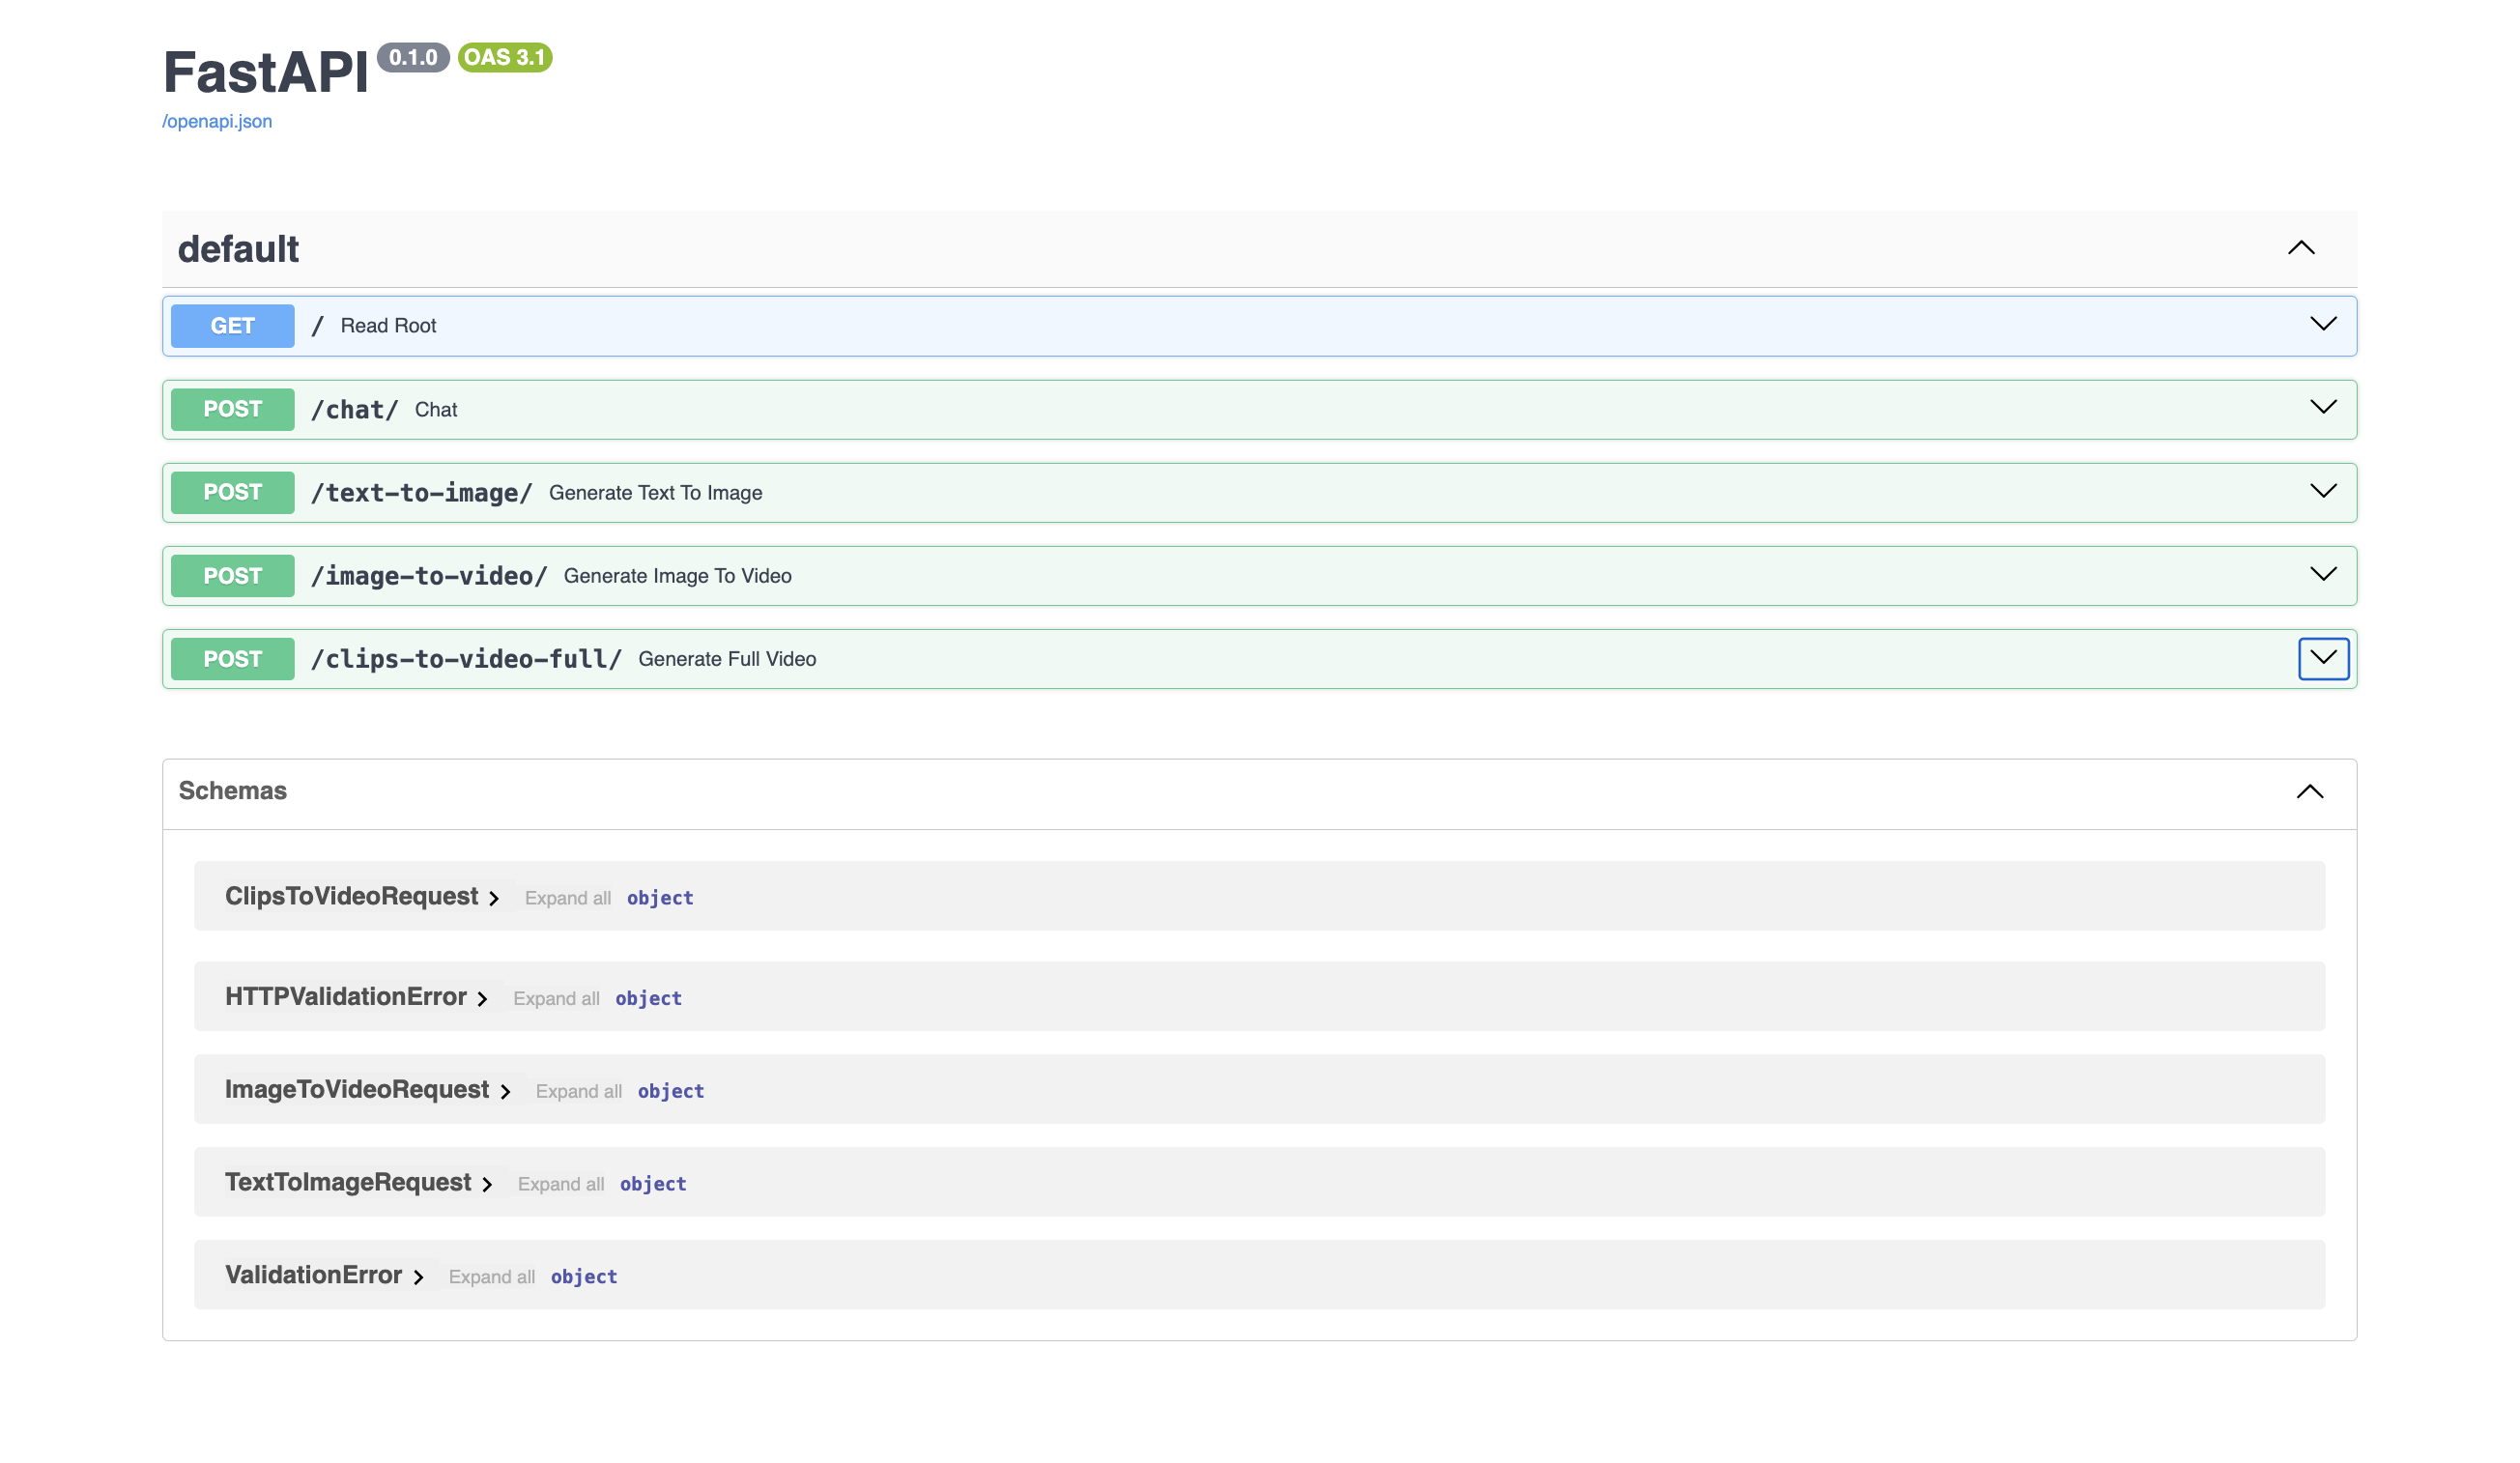 FastAPI 0.1.0 OAS 3.1
/openapi.json
default
GET / Read Root
POST /chat/ Chat
POST /text-to-image/ Generate Text To Image
POST /image-to-video/ Generate Image To Video
POST /clips-to-video-full/ Generate Full Video
Schemas
ClipsToVideoRequest Expand all object
HTTPValidationError Expand all object
ImageToVideoRequest Expand all object
TextToImageRequest Expand all object
ValidationError Expand all object